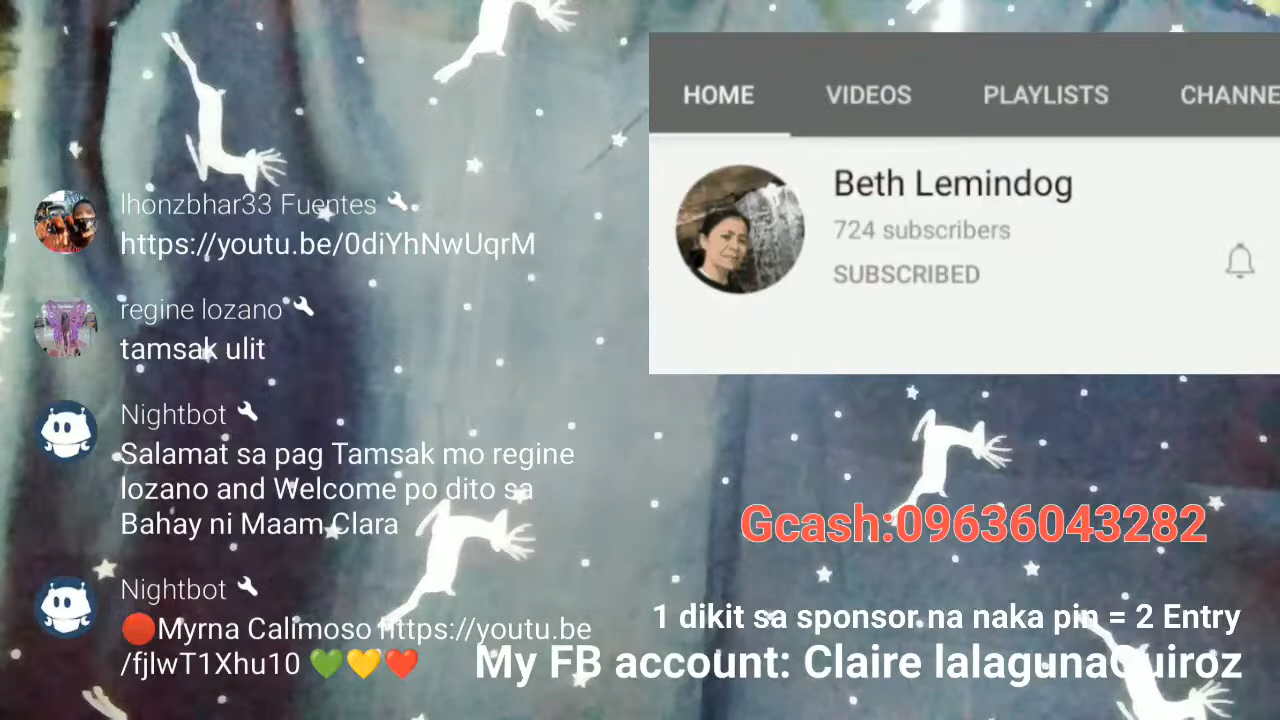 HOME VIDEOS PLAYLISTS CHANNE
Beth Lemindog
724 subscribers
SUBSCRIBED
lhonzbhar33 Fuentes
https://youtu.be/0diYhNwUqrM
regine lozano
tamsak ulit
Nightbot
Salamat sa pag Tamsak mo regine
lozano and Welcome po dito sa
Bahay ni Maam Clara
Nightbot
🔴Myrna Calimoso https://youtu.be
/fjlwT1Xhu10 💚💛❤️
Gcash:09636043282
1 dikit sa sponsor na naka pin = 2 Entry
My FB account: Claire lalagunaQuiroz